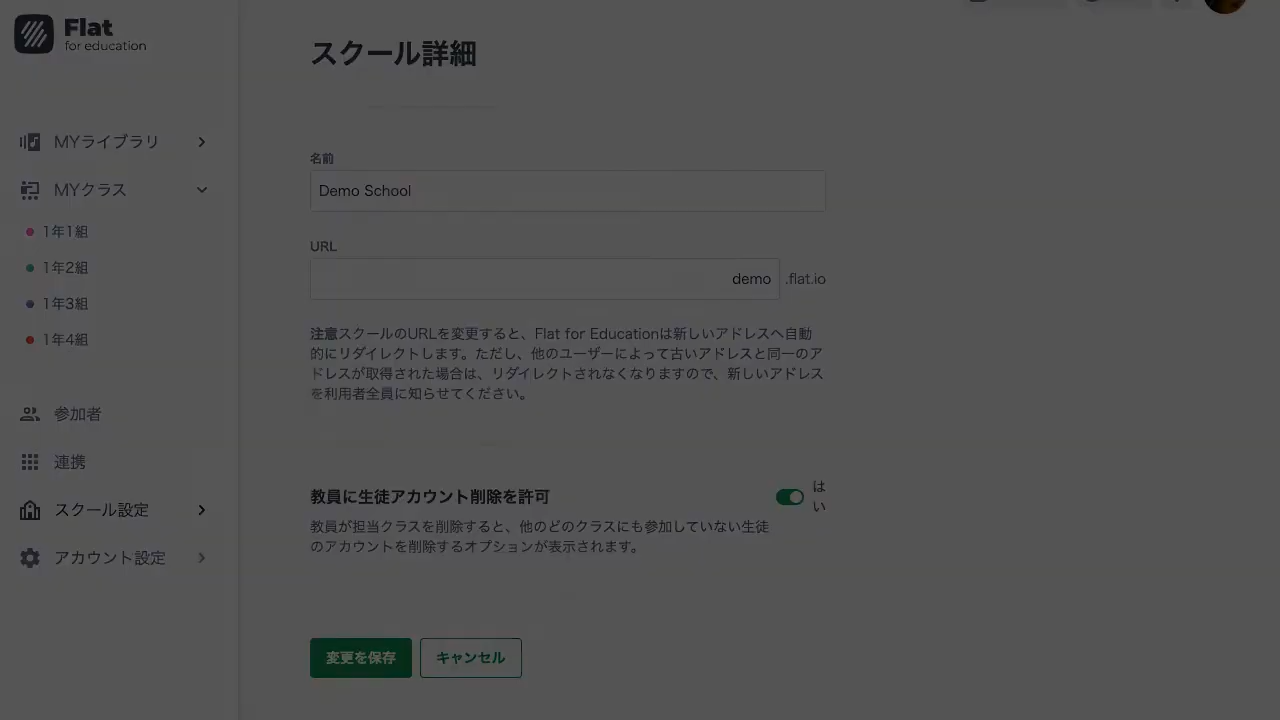 Flat
for education
MYライブラリ
MYクラス
1年1組
1年2組
1年3組
1年4組
参加者
連携
スクール設定
アカウント設定
スクール詳細
名前
Demo School
URL
demo .flat.io
注意スクールのURLを変更すると、Flat for Educationは新しいアドレスへ自動
的にリダイレクトします。ただし、他のユーザーによって古いアドレスと同一のア
ドレスが取得された場合は、リダイレクトされなくなりますので、新しいアドレス
を利用者全員に知らせてください。
教員に生徒アカウント削除を許可
は
い
教員が担当クラスを削除すると、他のどのクラスにも参加していない生徒
のアカウントを削除するオプションが表示されます。
変更を保存 キャンセル